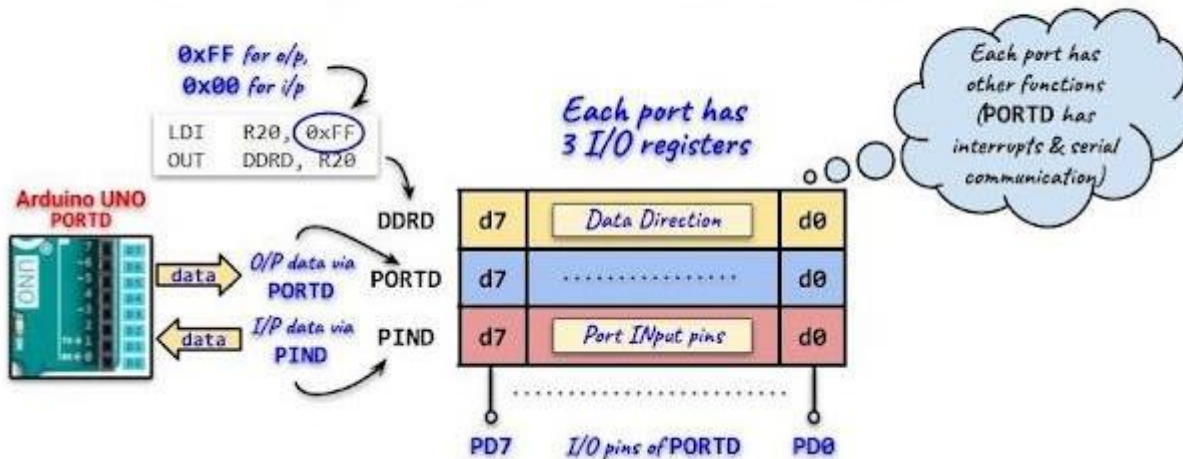 0xFF for o/p,
0x00 for i/p
LDI R20, 0xFF
OUT DDRD, R20
Each port has
3 I/O registers
Each port has
other functions
(PORTD has
interrupts & serial
communication)
Arduino UNO
PORTD
UNO
data
O/P data via
PORTD
data
I/P data via
PIND
DDRD d7 Data Direction d0
PORTD d7 ................ d0
PIND d7 Port INput pins d0
PD7 I/O pins of PORTD PD0